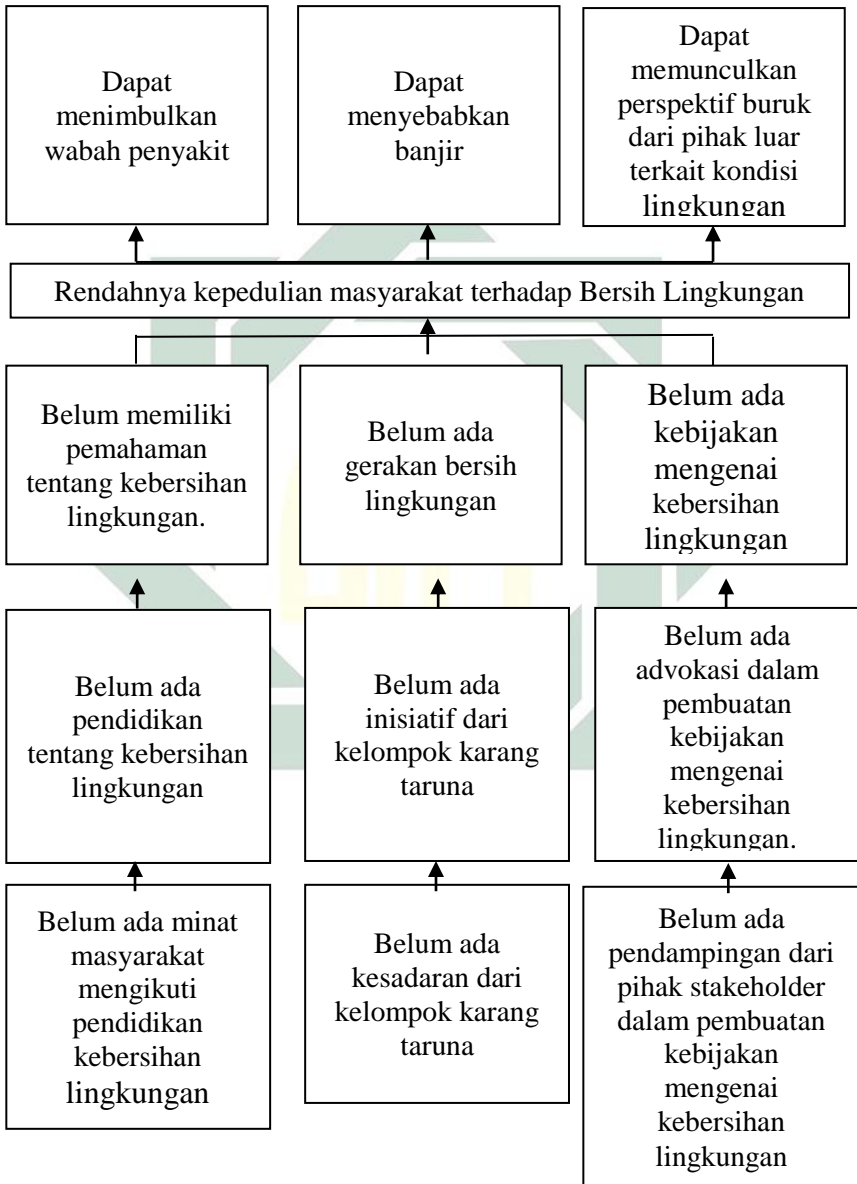 Dapat
menimbulkan
wabah penyakit
Dapat
menyebabkan
banjir
Dapat
memunculkan
perspektif buruk
dari pihak luar
terkait kondisi
lingkungan
Rendahnya kepedulian masyarakat terhadap Bersih Lingkungan
Belum memiliki
pemahaman
tentang kebersihan
lingkungan.
Belum ada
gerakan bersih
lingkungan
Belum ada
kebijakan
mengenai
kebersihan
lingkungan
Belum ada
pendidikan
tentang kebersihan
lingkungan
Belum ada
inisiatif dari
kelompok karang
taruna
Belum ada
advokasi dalam
pembuatan
kebijakan
mengenai
kebersihan
lingkungan.
Belum ada minat
masyarakat
mengikuti
pendidikan
kebersihan
lingkungan
Belum ada
kesadaran dari
kelompok karang
taruna
Belum ada
pendampingan dari
pihak stakeholder
dalam pembuatan
kebijakan
mengenai
kebersihan
lingkungan